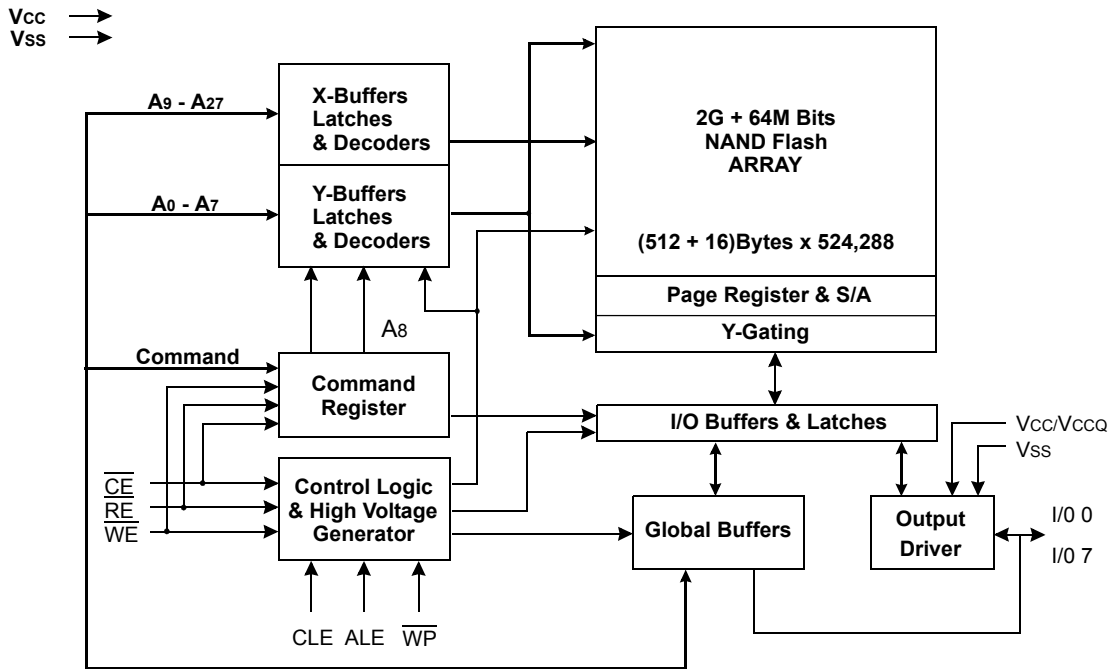 VCC
VSS
A9 - A27
X-Buffers
Latches
& Decoders
2G + 64M Bits
NAND Flash
ARRAY
A0 - A7
Y-Buffers
Latches
& Decoders
(512 + 16)Bytes x 524,288
Page Register & S/A
Y-Gating
A8
Command
Command
Register
I/O Buffers & Latches
VCC/VCCQ
VSS
CE
RE
WE
Control Logic
& High Voltage
Generator
Global Buffers
Output
Driver
I/0 0
I/0 7
CLE
ALE
WP